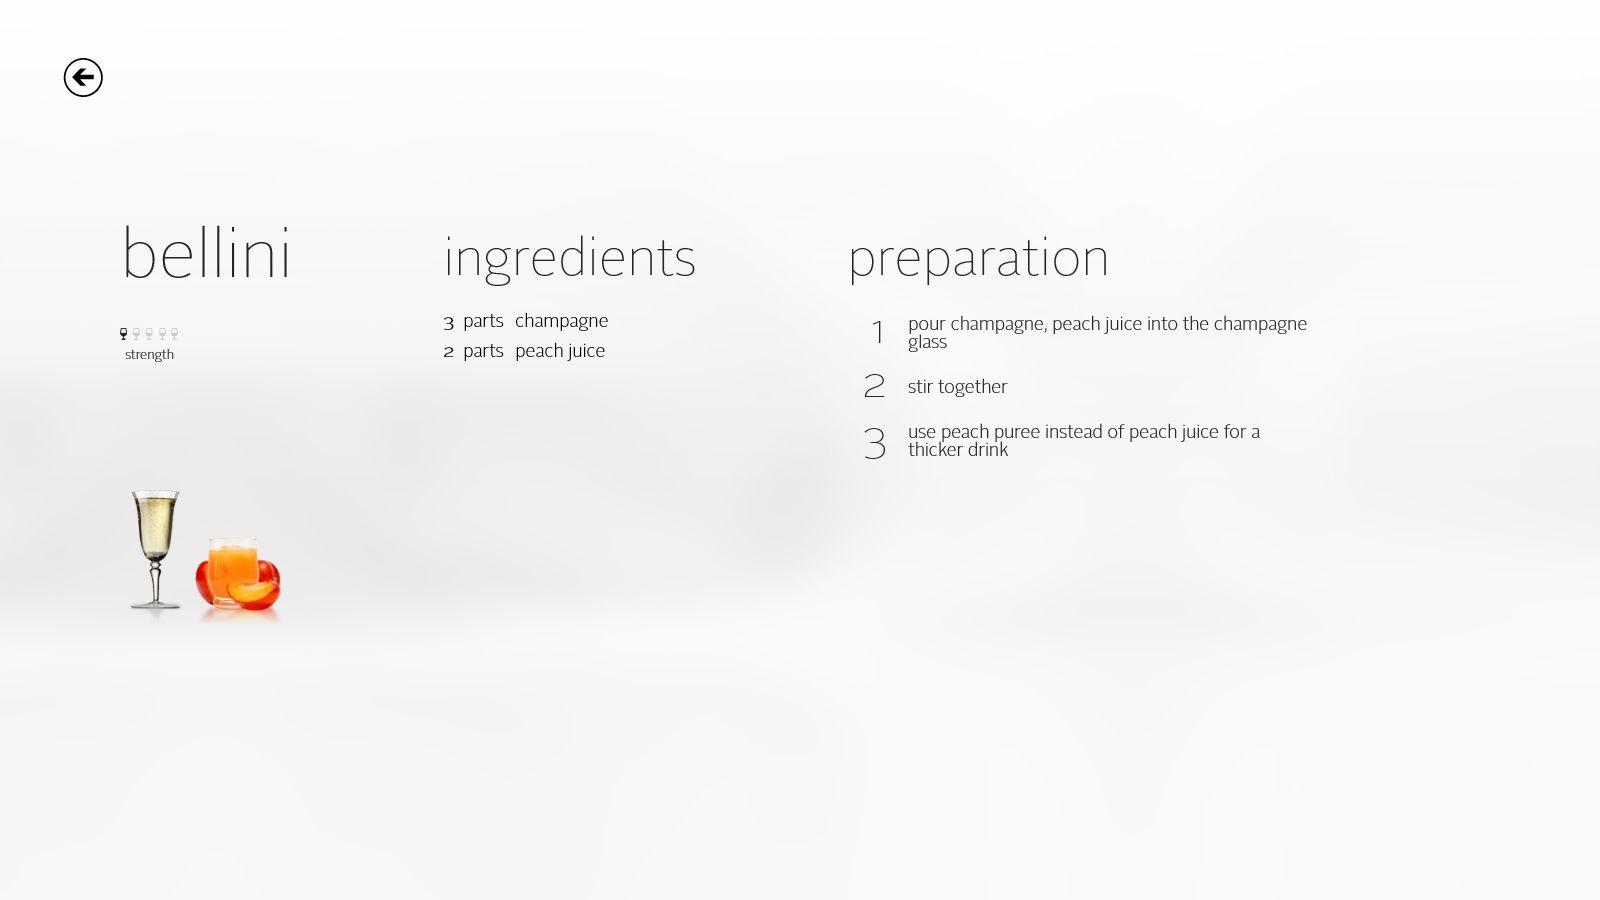 bellini
strength
ingredients
3 parts champagne
2 parts peach juice
preparation
1 pour champagne, peach juice into the champagne
glass
2 stir together
3 use peach puree instead of peach juice for a
thicker drink